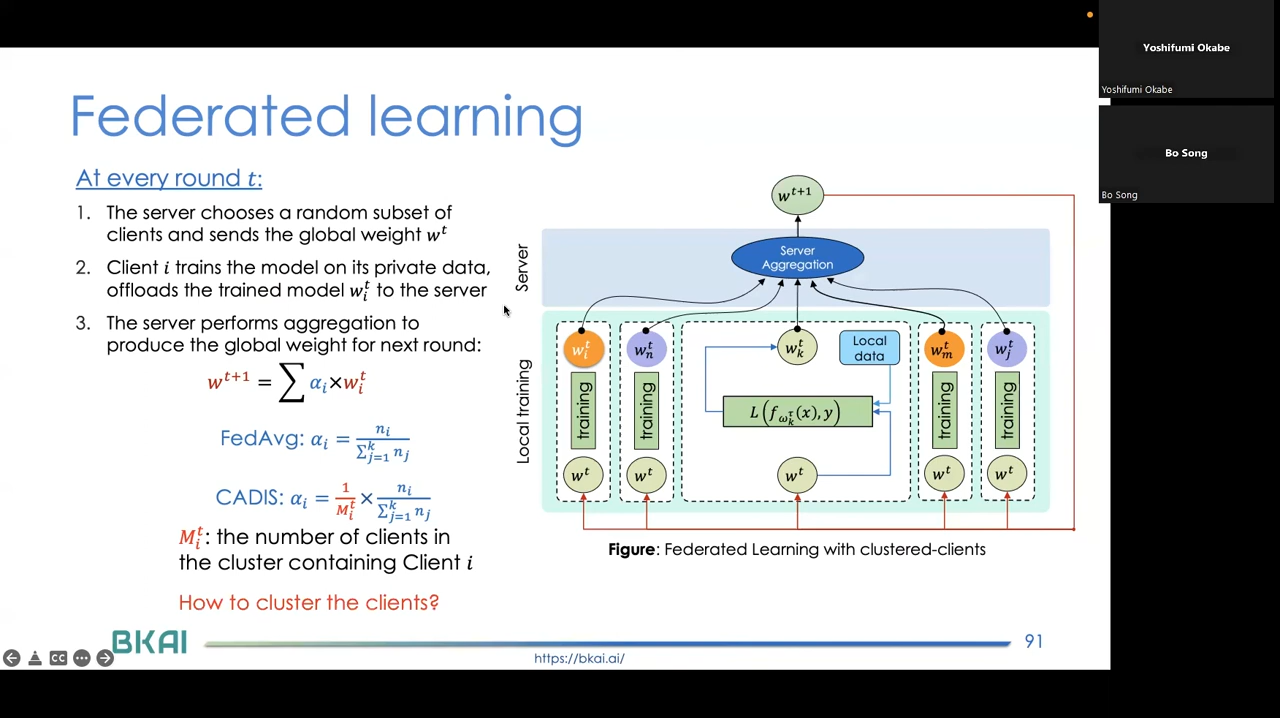 Federated learning
At every round t:
1. The server chooses a random subset of
clients and sends the global weight w^t
2. Client i trains the model on its private data,
offloads the trained model w_i^t to the server
3. The server performs aggregation to
produce the global weight for next round:
w^{t+1} = ∑ α_i × w_i^t
FedAvg: α_i = n_i / ∑_{j=1}^k n_j
CADIS: α_i = 1/M_i^t × n_i / ∑_{j=1}^k n_j
M_i^t: the number of clients in
the cluster containing Client i
How to cluster the clients?
w^{t+1}
Server
Server
Aggregation
Local training
w_i^t
w_n^t
w_k^t
Local
data
w_m^t
w_j^t
training
training
L(f_{ω_k^τ}(x), y)
training
training
w^t
w^t
w^t
w^t
w^t
Figure: Federated Learning with clustered-clients
CC
BKAI
https://bkai.ai/
91
Yoshifumi Okabe
Yoshifumi Okabe
Bo Song
Bo Song